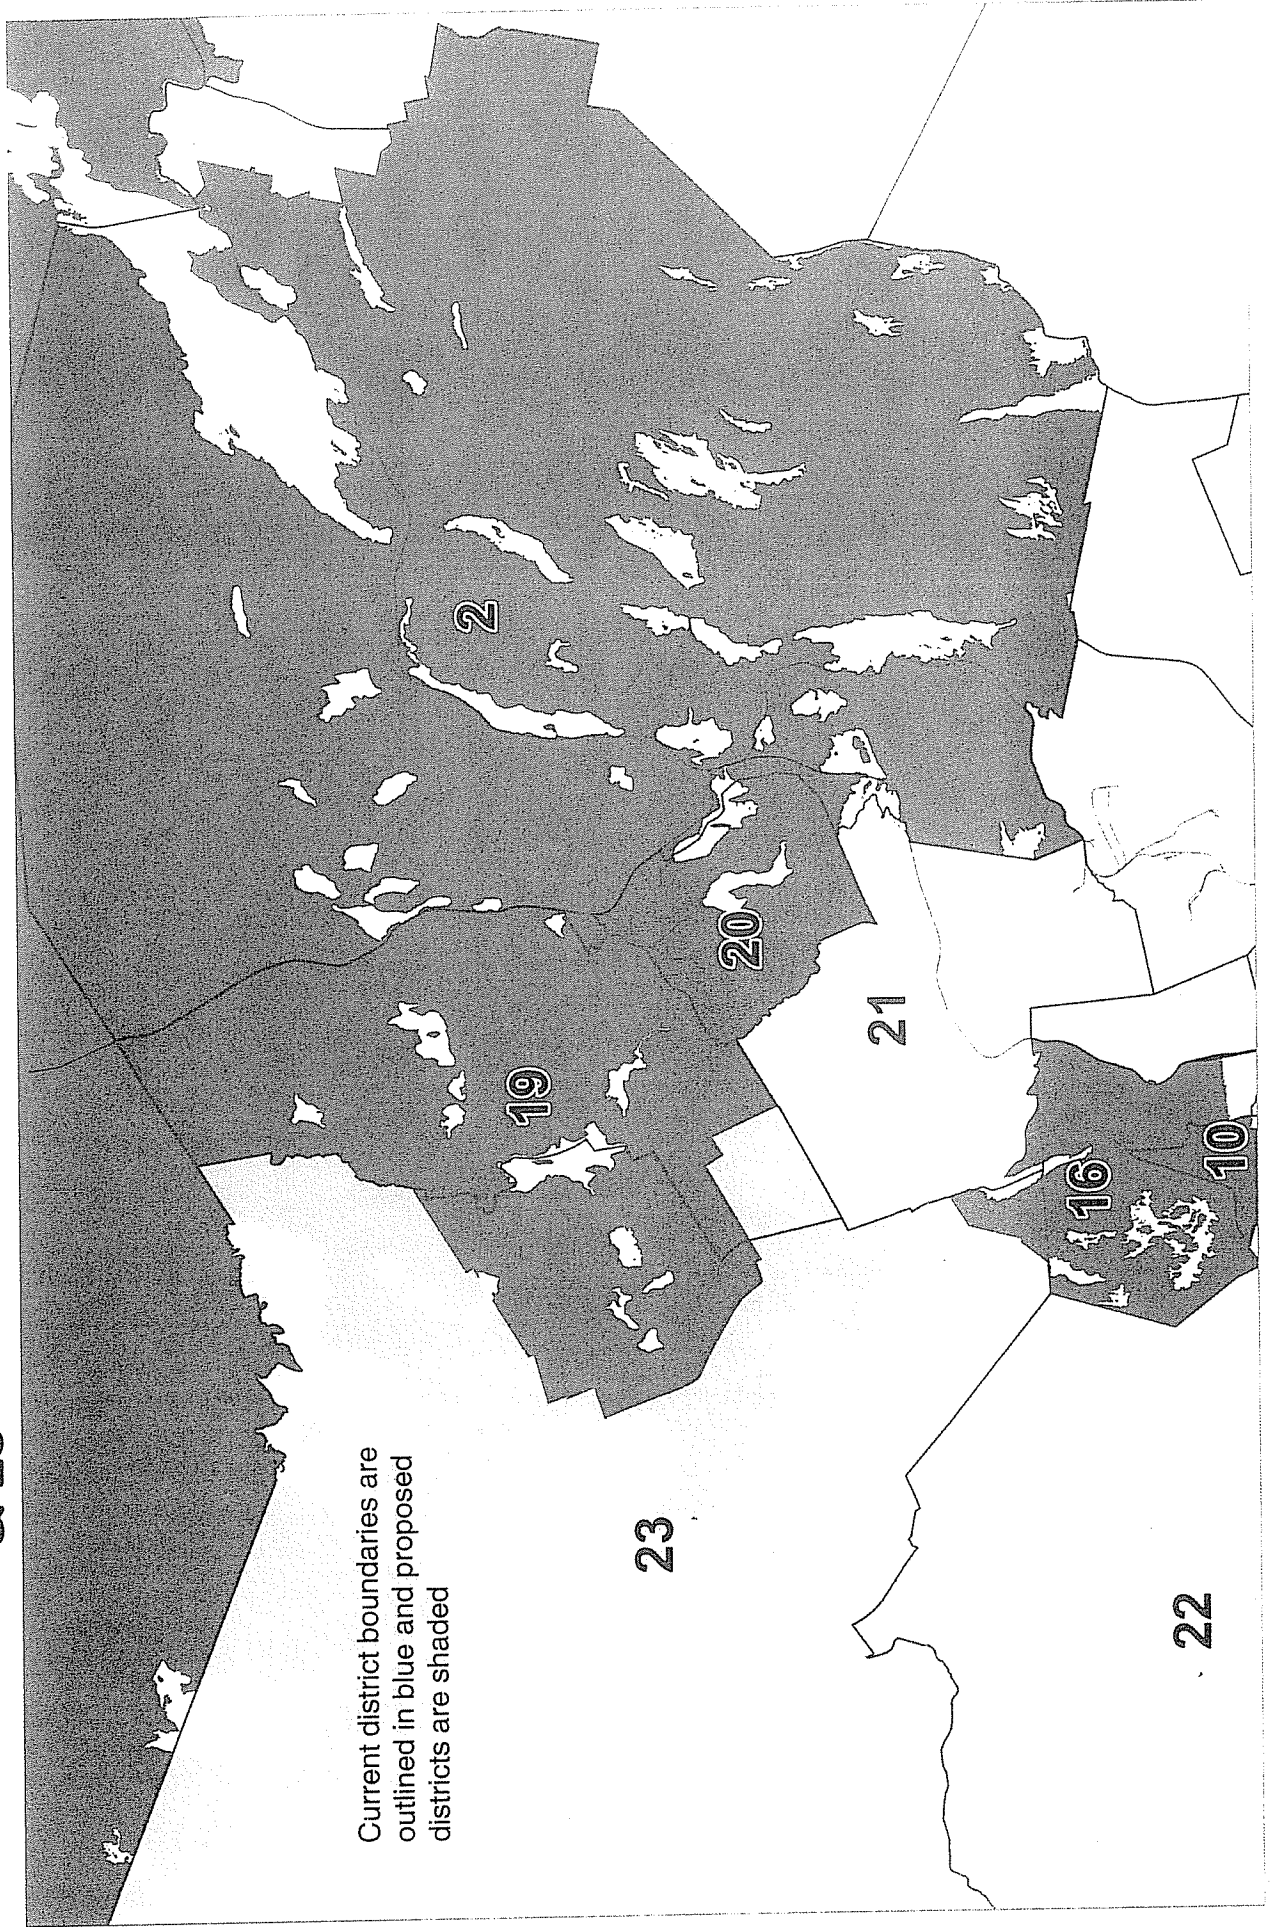 Current district boundaries are
outlined in blue and proposed
districts are shaded
2
19
23
20
21
16
22
10